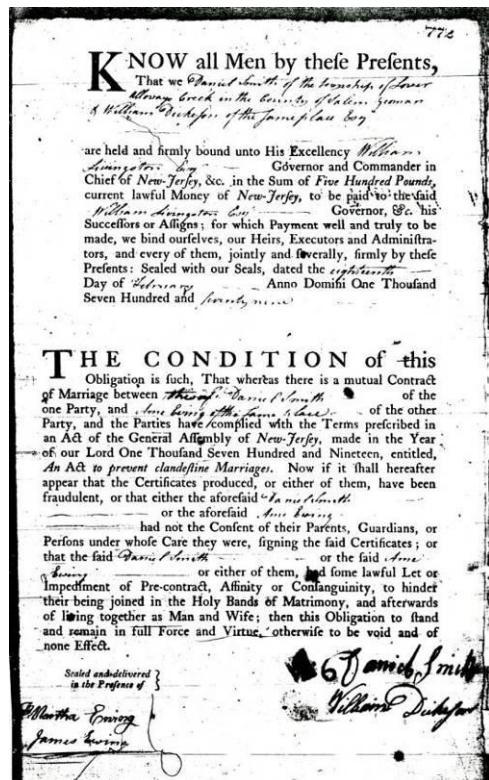 772
KNOW all Men by these Presents,
That we Daniel Smith of the township of Lower
Alloways Creek in the County of Salem yeoman
& William Dickeson of the same place Esqr
are held and firmly bound unto His Excellency William
Livingston Esqr Governor and Commander in
Chief of New-Jersey, &c. in the Sum of Five Hundred Pounds,
current lawful Money of New-Jersey, to be paid to the said
William Livingston Esqr Governor, &c. his
Successors or Assigns; for which Payment well and truly to be
made, we bind ourselves, our Heirs, Executors and Administra-
tors, and every of them, jointly and severally, firmly by these
Presents: Sealed with our Seals, dated the eighteenth
Day of February Anno Domini One Thousand
Seven Hundred and seventy nine
THE CONDITION of this
Obligation is such, That whereas there is a mutual Contract
of Marriage between Daniel Smith of the
one Party, and Ame Ewing of the same place of the other
Party, and the Parties have complied with the Terms prescribed in
an Act of the General Assembly of New-Jersey, made in the Year
of our Lord One Thousand Seven Hundred and Nineteen, entitled,
An Act to prevent clandestine Marriages. Now if it shall hereafter
appear that the Certificates produced, or either of them, have been
fraudulent, or that either the aforesaid Daniel Smith
or the aforesaid Ame Ewing
had not the Consent of their Parents, Guardians, or
Persons under whose Care they were, signing the said Certificates; or
that the said Daniel Smith or the said Ame
Ewing or either of them, had some lawful Let or
Impediment of Pre-contract, Affinity or Consanguinity, to hinder
their being joined in the Holy Bands of Matrimony, and afterwards
of living together as Man and Wife; then this Obligation to stand
and remain in full Force and Virtue, otherwise to be void and of
none Effect.
Sealed and delivered
in the Presence of
Daniel Smith
William Dickeson
Martha Ewing
James Ewing